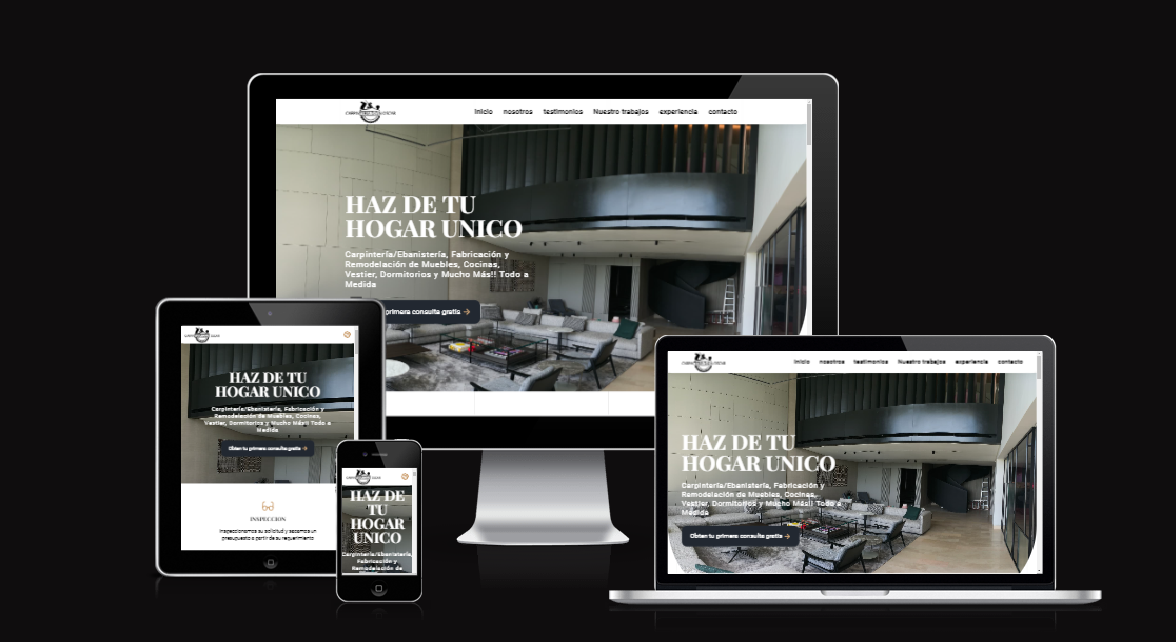 inicio nosotros testimonios Nuestro trabajos experiencia contacto
HAZ DE TU
HOGAR UNICO
Carpintería/Ebanistería, Fabricación y
Remodelación de Muebles, Cocinas,
Vestier, Dormitorios y Mucho Más!! Todo a
Medida
primera consulta gratis
HAZ DE TU
HOGAR UNICO
Carpintería/Ebanistería, Fabricación y
Remodelación de Muebles, Cocinas,
Vestier, Dormitorios y Mucho Más!! Todo a
Medida
Obten tu primera consulta gratis
INSPECCION
Inspeccionamos su solicitud y sacamos un
presupuesto a partir de su requerimiento
HAZ DE
TU
HOGAR
UNICO
Carpintería/Ebanistería,
Fabricación y
Remodelación de
inicio nosotros testimonios Nuestro trabajos experiencia contacto
HAZ DE TU
HOGAR UNICO
Carpintería/Ebanistería, Fabricación y
Remodelación de Muebles, Cocinas,
Vestier, Dormitorios y Mucho Más!! Todo a
Medida
Obten tu primera consulta gratis